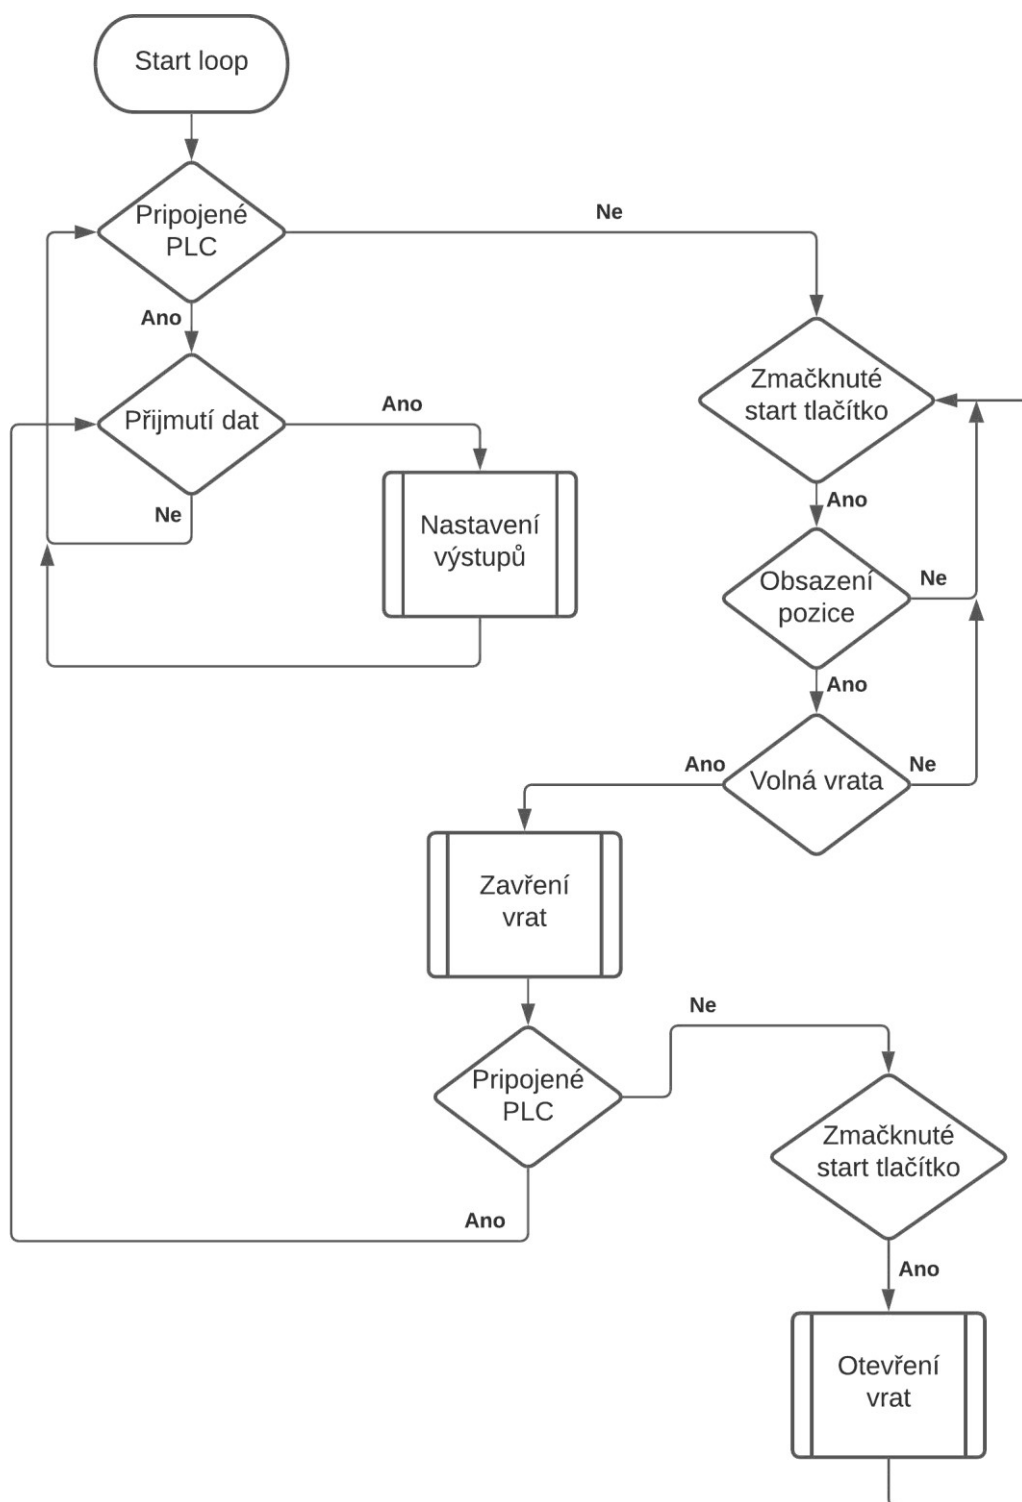 Start loop
Pripojené
PLC
Ne
Ano
Přijmutí dat
Ano
Ne
Nastavení
výstupů
Zmačknuté
start tlačítko
Ano
Obsazení
pozice
Ne
Ano
Volná vrata
Ano
Ne
Zavření
vrat
Pripojené
PLC
Ne
Ano
Zmačknuté
start tlačítko
Ano
Otevření
vrat